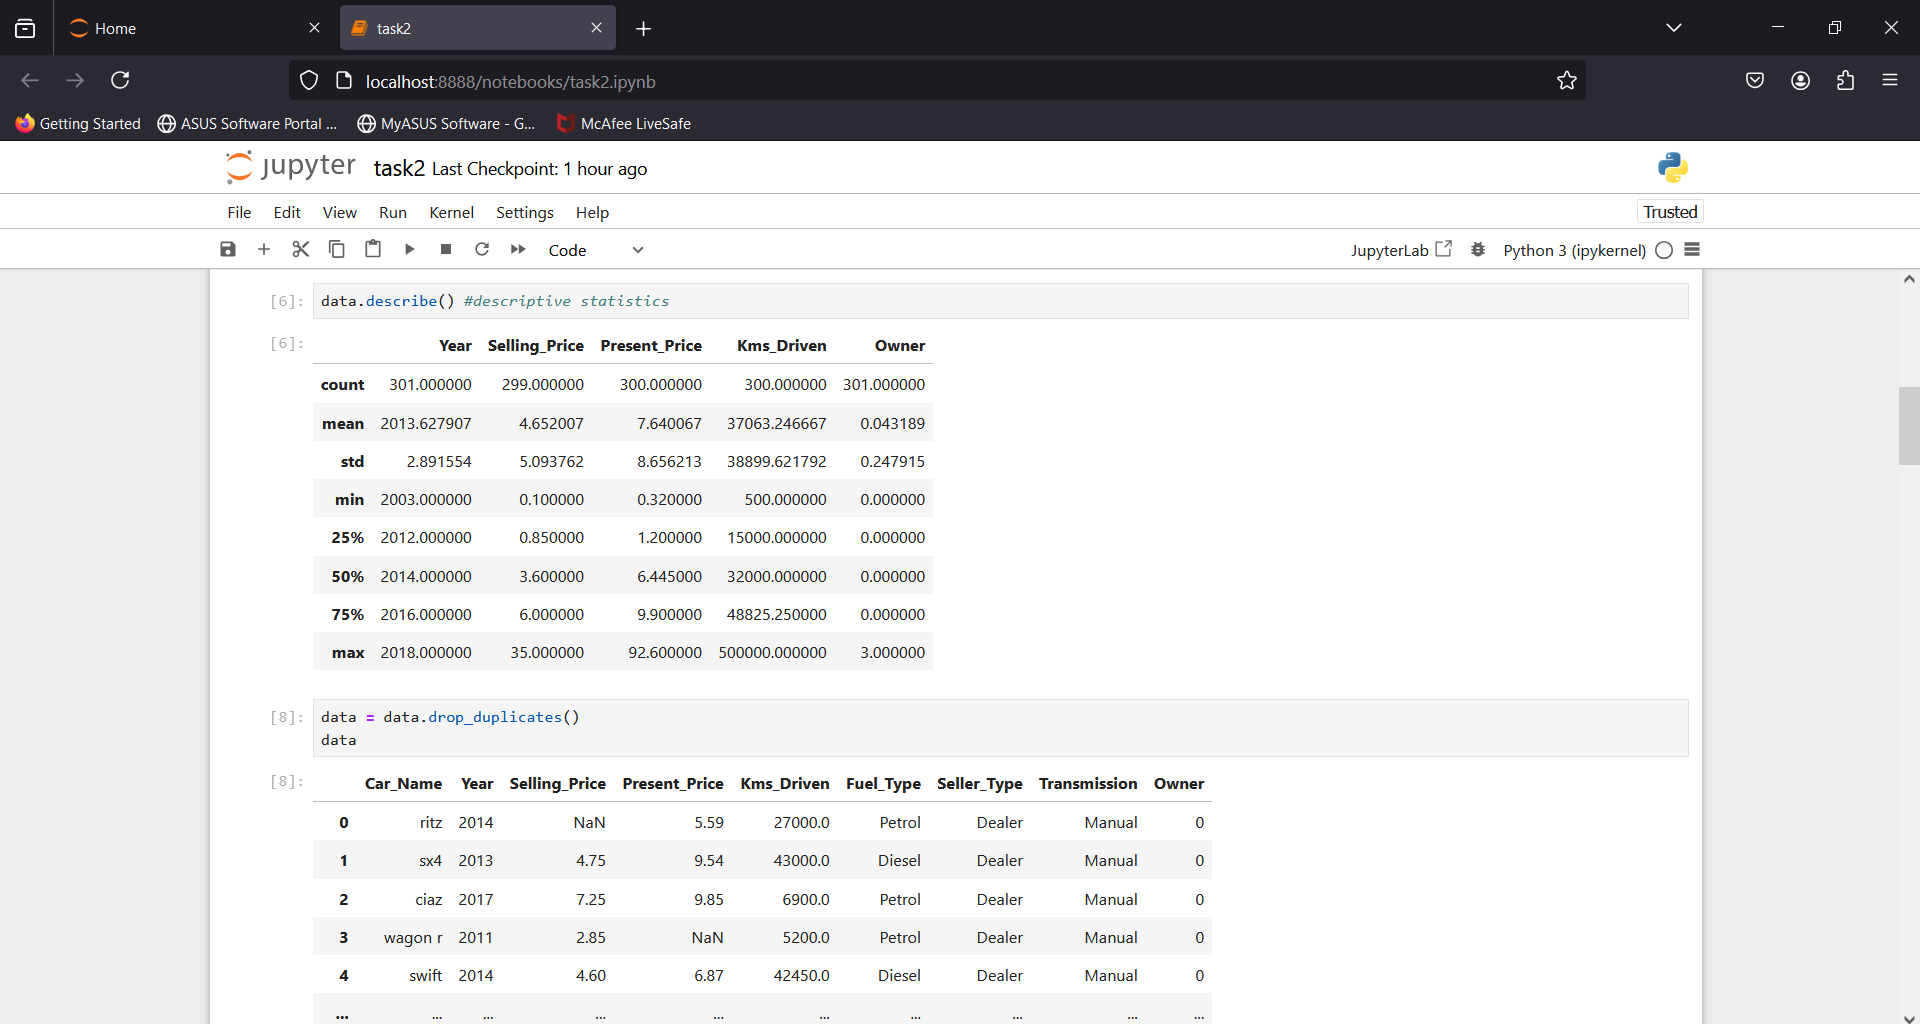 Home
task2
localhost:8888/notebooks/task2.ipynb
Getting Started
ASUS Software Portal ...
MyASUS Software - G...
McAfee LiveSafe
jupyter task2 Last Checkpoint: 1 hour ago
File Edit View Run Kernel Settings Help
Trusted
Code
JupyterLab
Python 3 (ipykernel)
[6]: data.describe() #descriptive statistics
[6]: Year Selling_Price Present_Price Kms_Driven Owner
count 301.000000 299.000000 300.000000 300.000000 301.000000
mean 2013.627907 4.652007 7.640067 37063.246667 0.043189
std 2.891554 5.093762 8.656213 38899.621792 0.247915
min 2003.000000 0.100000 0.320000 500.000000 0.000000
25% 2012.000000 0.850000 1.200000 15000.000000 0.000000
50% 2014.000000 3.600000 6.445000 32000.000000 0.000000
75% 2016.000000 6.000000 9.900000 48825.250000 0.000000
max 2018.000000 35.000000 92.600000 500000.000000 3.000000
[8]: data = data.drop_duplicates()
data
[8]: Car_Name Year Selling_Price Present_Price Kms_Driven Fuel_Type Seller_Type Transmission Owner
0 ritz 2014 NaN 5.59 27000.0 Petrol Dealer Manual 0
1 sx4 2013 4.75 9.54 43000.0 Diesel Dealer Manual 0
2 ciaz 2017 7.25 9.85 6900.0 Petrol Dealer Manual 0
3 wagon r 2011 2.85 NaN 5200.0 Petrol Dealer Manual 0
4 swift 2014 4.60 6.87 42450.0 Diesel Dealer Manual 0
... ... ... ... ... ... ... ... ... ...